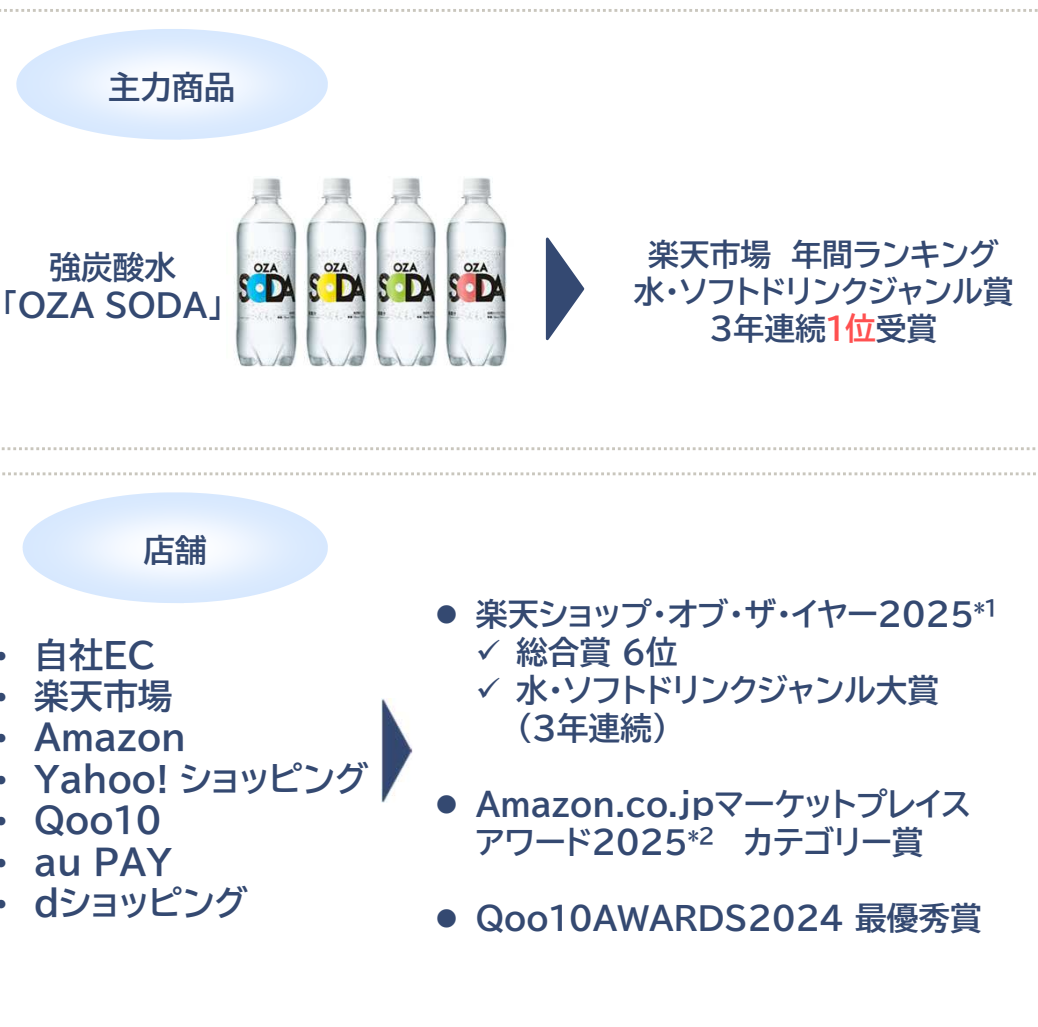 主力商品
強炭酸水
「OZA SODA」
OZA
SODA
OZA
SODA
OZA
SODA
OZA
SODA
楽天市場 年間ランキング
水・ソフトドリンクジャンル賞
3年連続1位受賞
店舗
• 自社EC
• 楽天市場
• Amazon
• Yahoo! ショッピング
• Qoo10
• au PAY
• dショッピング
● 楽天ショップ・オブ・ザ・イヤー2025*1
✓ 総合賞 6位
✓ 水・ソフトドリンクジャンル大賞
（3年連続）
● Amazon.co.jpマーケットプレイス
アワード2025*2 カテゴリー賞
● Qoo10AWARDS2024 最優秀賞